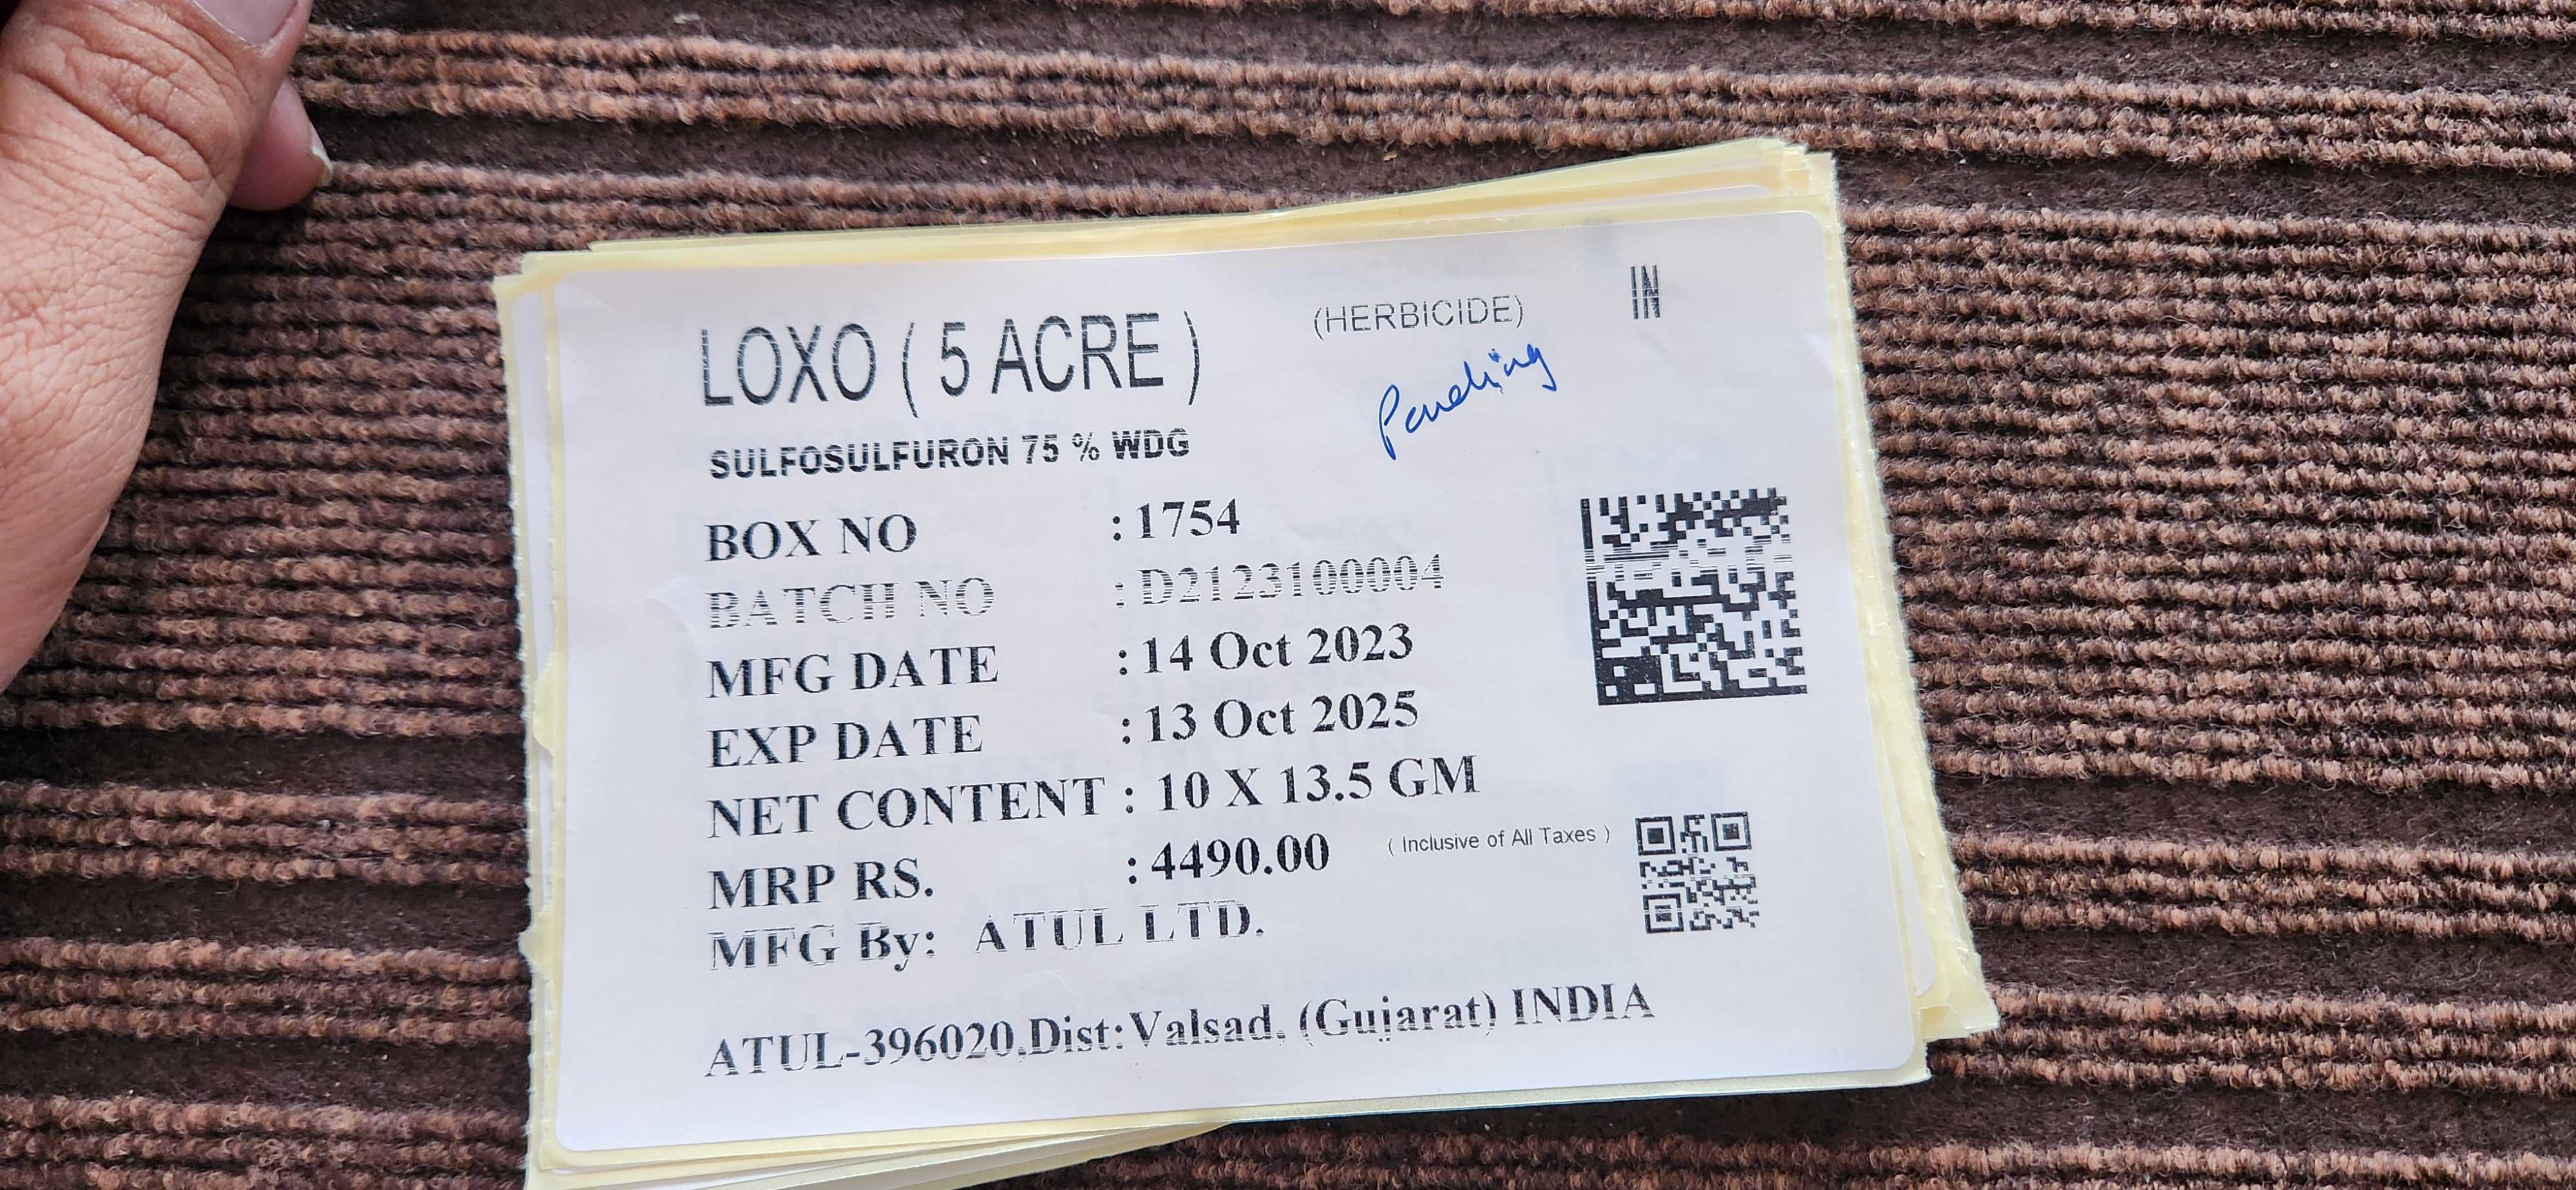 LOXO ( 5 ACRE )
(HERBICIDE)
IN
Pending
SULFOSULFURON 75 % WDG
BOX NO : 1754
BATCH NO : D2123100004
MFG DATE : 14 Oct 2023
EXP DATE : 13 Oct 2025
NET CONTENT : 10 X 13.5 GM
MRP RS. : 4490.00 ( Inclusive of All Taxes )
MFG By: ATUL LTD.
ATUL-396020,Dist:Valsad, (Gujarat) INDIA